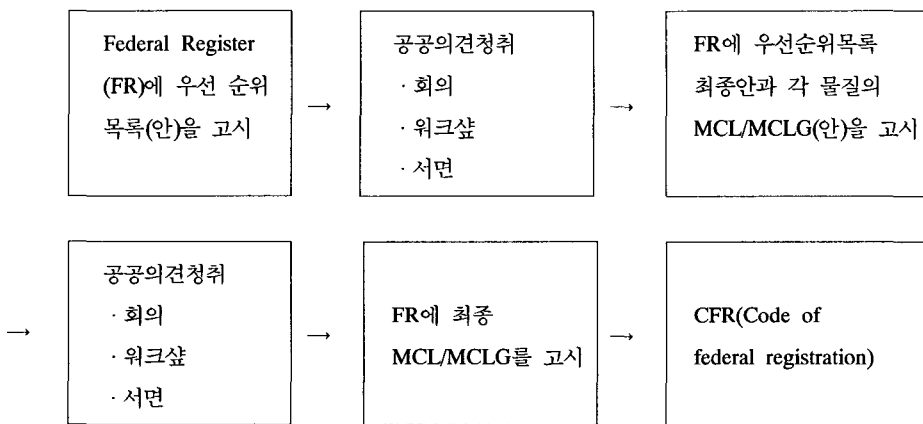 Federal Register
(FR)에 우선 순위
목록(안)을 고시
→
공공의견청취
· 회의
· 워크샾
· 서면
→
FR에 우선순위목록
최종안과 각 물질의
MCL/MCLG(안)을 고시
→
공공의견청취
· 회의
· 워크샾
· 서면
→
FR에 최종
MCL/MCLG를 고시
→
CFR(Code of
federal registration)